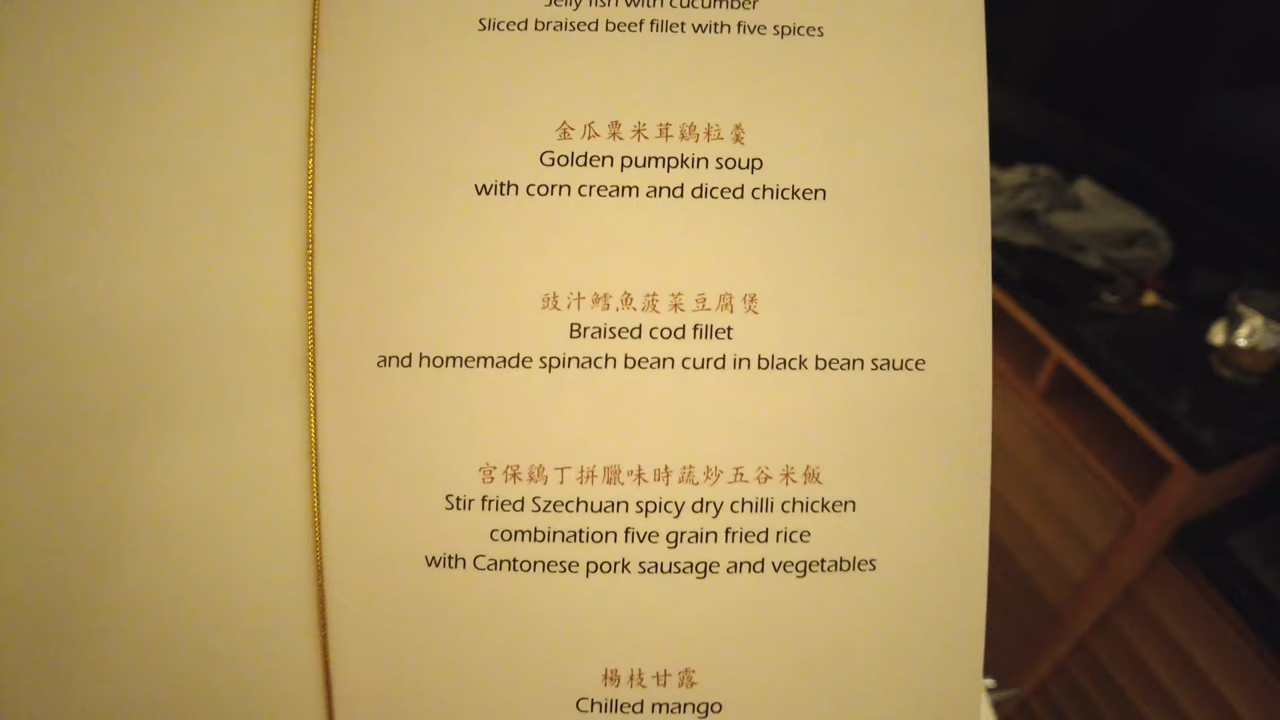 Jelly fish with cucumber
Sliced braised beef fillet with five spices
金瓜粟米茸鷄粒羹
Golden pumpkin soup
with corn cream and diced chicken
豉汁鱈魚菠菜豆腐煲
Braised cod fillet
and homemade spinach bean curd in black bean sauce
宮保鷄丁拼臘味時蔬炒五谷米飯
Stir fried Szechuan spicy dry chilli chicken
combination five grain fried rice
with Cantonese pork sausage and vegetables
楊枝甘露
Chilled mango